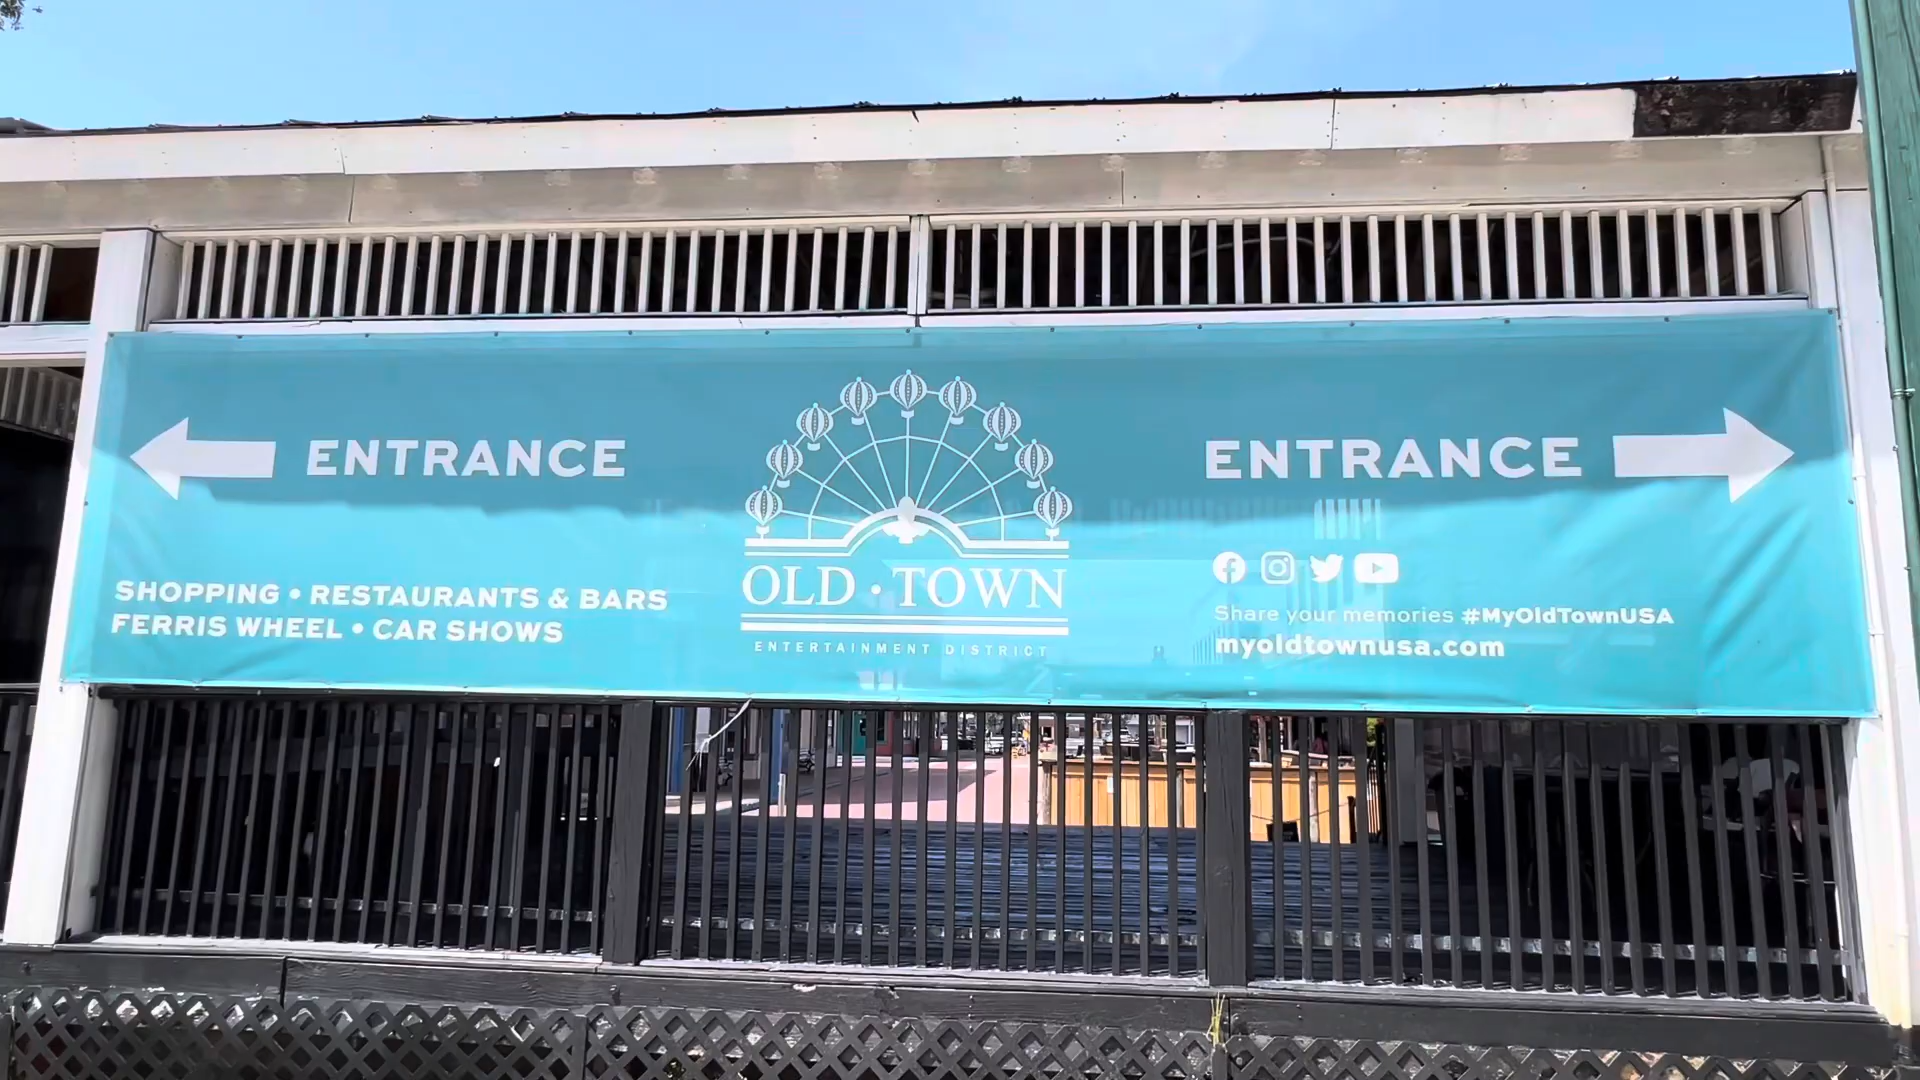 ENTRANCE
ENTRANCE
OLD • TOWN
ENTERTAINMENT DISTRICT
SHOPPING • RESTAURANTS & BARS
FERRIS WHEEL • CAR SHOWS
Share your memories #MyOldTownUSA
myoldtownusa.com